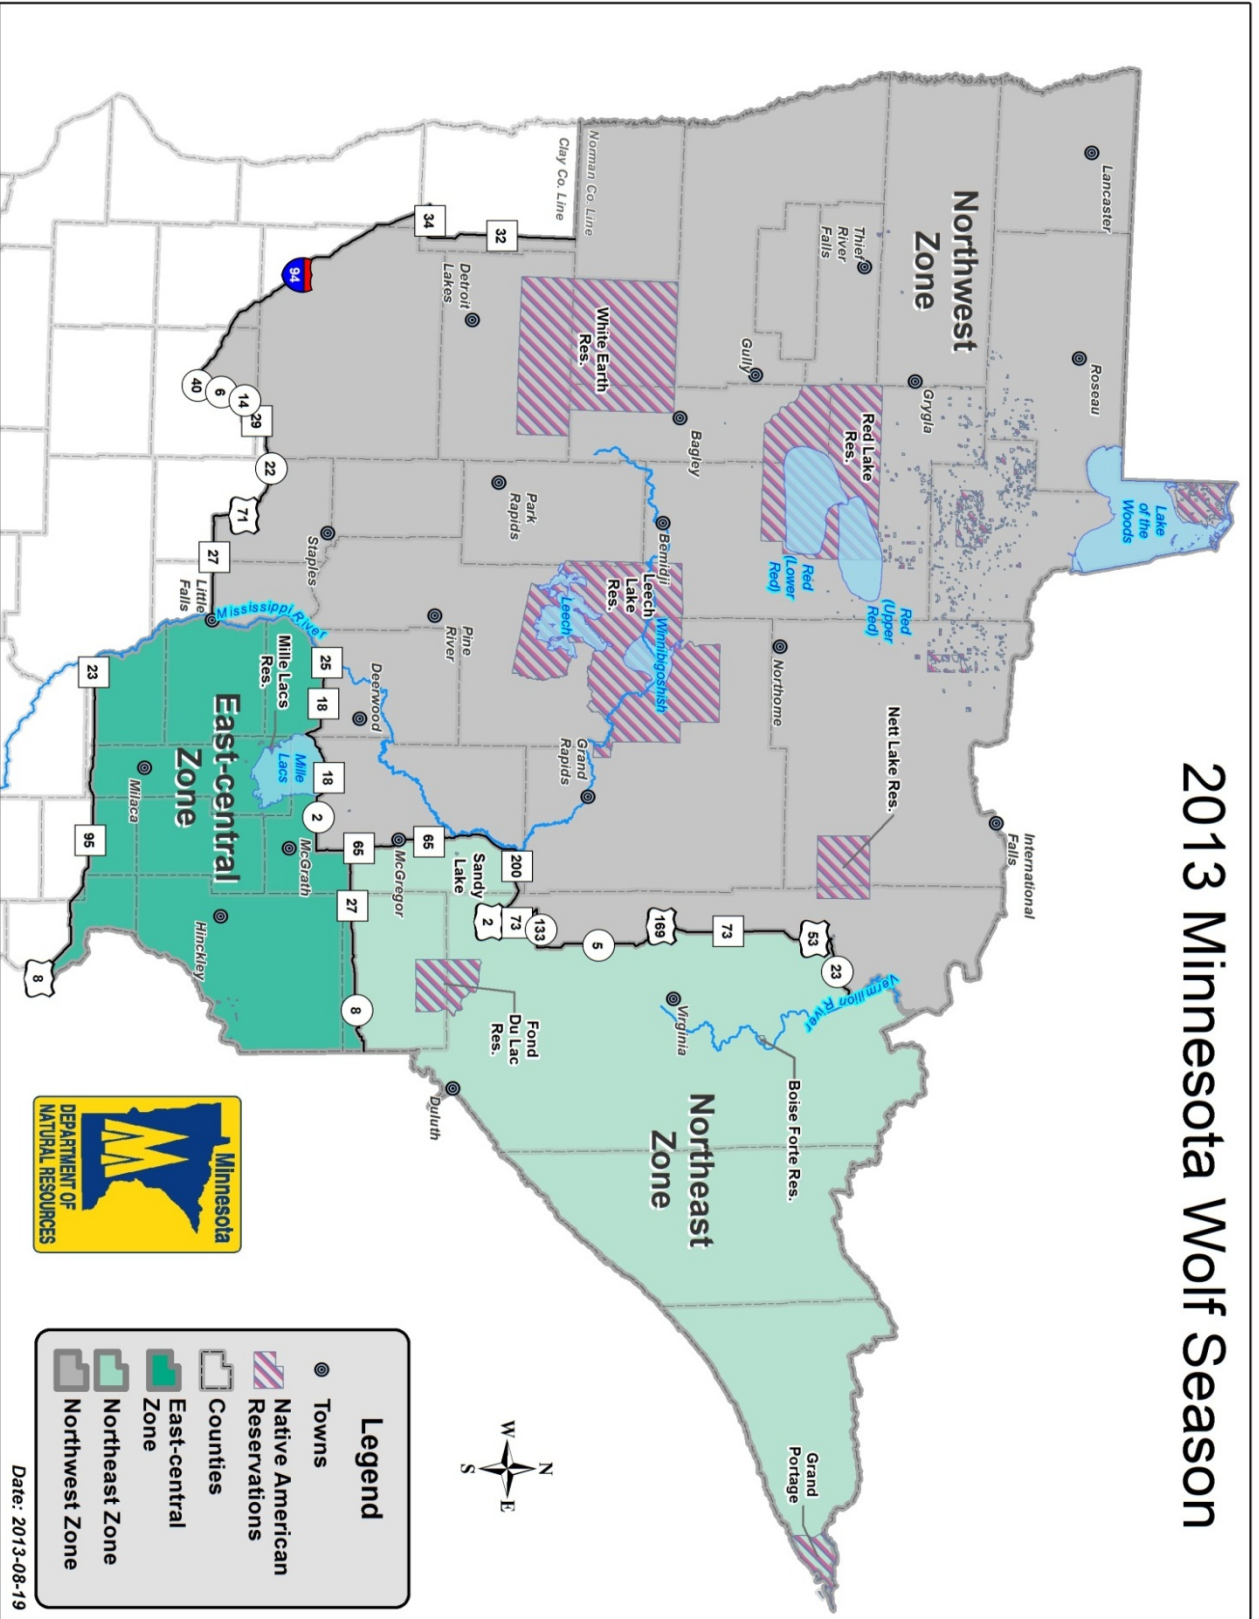 2013 Minnesota Wolf Season
Lancaster
Roseau
Lake
of the
Woods
Northwest
Zone
International
Falls
Thief
River
Falls
Grygla
Red Lake
Res.
Red
(Upper
Red)
Nett Lake Res.
Vermilion River
23
53
Gully
Red
(Lower
Red)
Northome
73
Boise Forte Res.
Grand
Portage
Bagley
Bemidji
169
Virginia
Northeast
Zone
White Earth
Res.
Leech
Lake
Res.
Winnibigoshish
Norman Co. Line
Clay Co. Line
Leech
Grand
Rapids
5
133
73
2
200
Fond
Du Lac
Res.
32
34
Detroit
Lakes
Park
Rapids
Pine
River
Sandy
Lake
65
McGregor
Duluth
Deerwood
65
27
8
94
Staples
Mississippi River
25
18
18
2
Mille Lacs
Res.
Mille
Lacs
McGrath
40
6
14
29
22
71
27
Little
Falls
East-central
Zone
Hinckley
Milaca
23
95
8
N
W
E
S
Minnesota
DEPARTMENT OF
NATURAL RESOURCES
Legend
Towns
Native American
Reservations
Counties
East-central
Zone
Northeast Zone
Northwest Zone
Date: 2013-08-19